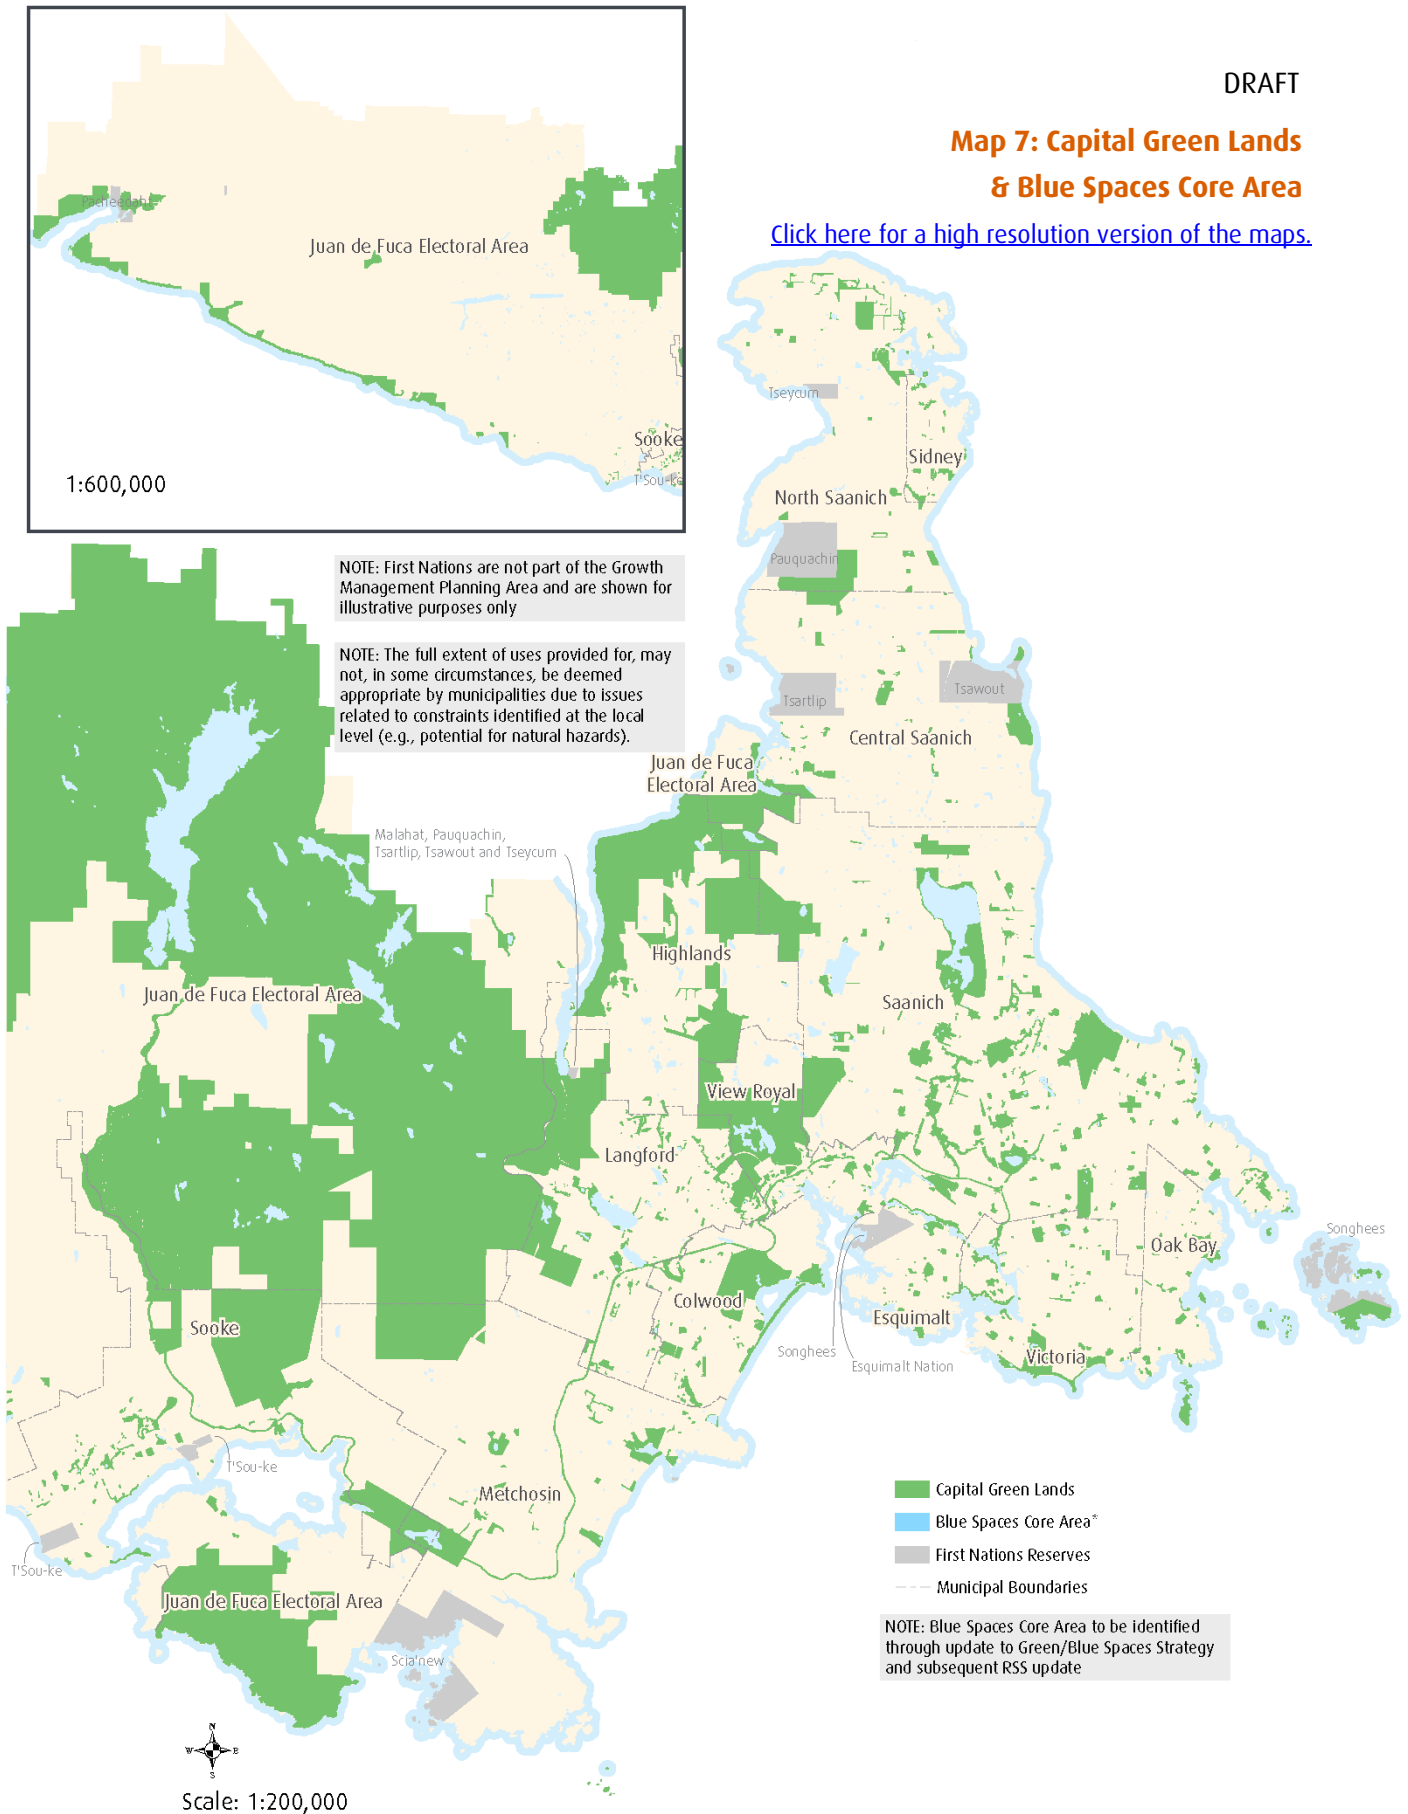 DRAFT
Map 7: Capital Green Lands
& Blue Spaces Core Area
Click here for a high resolution version of the maps.
Pacheedaht
Juan de Fuca Electoral Area
Sooke
T'Sou-ke
1:600,000
NOTE: First Nations are not part of the Growth
Management Planning Area and are shown for
illustrative purposes only
NOTE: The full extent of uses provided for, may
not, in some circumstances, be deemed
appropriate by municipalities due to issues
related to constraints identified at the local
level (e.g., potential for natural hazards).
Tseycum
Sidney
North Saanich
Pauquachin
Tsawout
Tsartlip
Central Saanich
Juan de Fuca
Electoral Area
Malahat, Pauquachin,
Tsartlip, Tsawout and Tseycum
Highlands
Juan de Fuca Electoral Area
Saanich
View Royal
Langford
Songhees
Oak Bay
Colwood
Esquimalt
Sooke
Songhees
Esquimalt Nation
Victoria
T'Sou-ke
Metchosin
T'Sou-ke
Juan de Fuca Electoral Area
Scia'new
Capital Green Lands
Blue Spaces Core Area*
First Nations Reserves
Municipal Boundaries
NOTE: Blue Spaces Core Area to be identified
through update to Green/Blue Spaces Strategy
and subsequent RSS update
N
W
E
S
Scale: 1:200,000